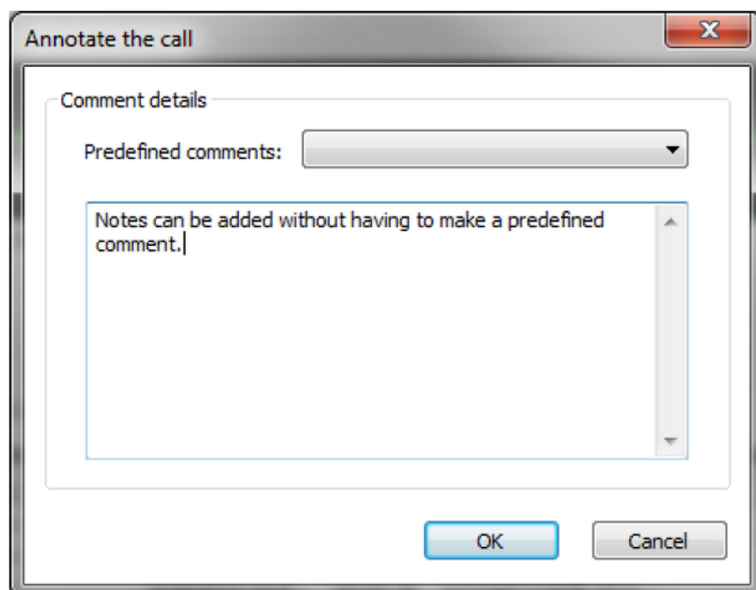 Annotate the call
Comment details
Predefined comments:
Notes can be added without having to make a predefined
comment.
OK
Cancel